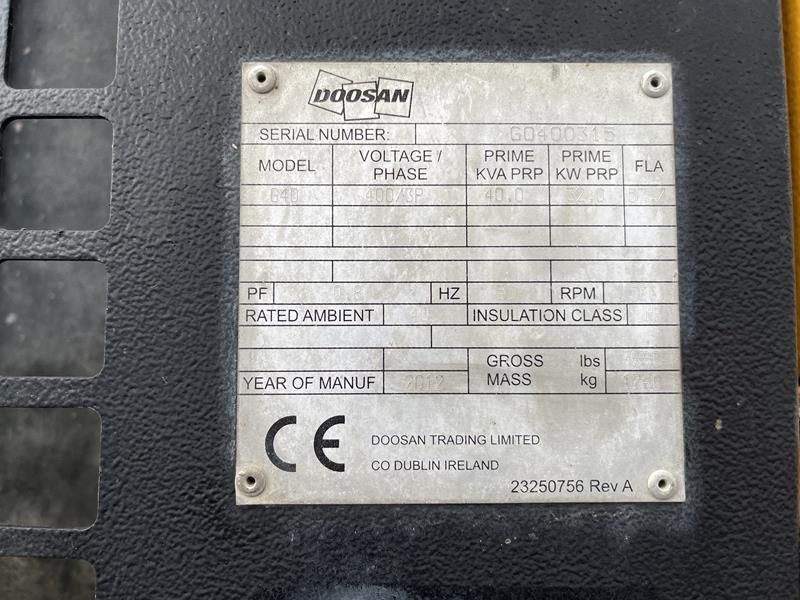 DOOSAN
SERIAL NUMBER: G0400315
MODEL VOLTAGE / PHASE PRIME KVA PRP PRIME KW PRP FLA
G40 400/3P 40.0
PF 0.8 HZ RPM
RATED AMBIENT 40 INSULATION CLASS
GROSS MASS lbs
YEAR OF MANUF 2012 kg
CE
DOOSAN TRADING LIMITED
CO DUBLIN IRELAND
23250756 Rev A